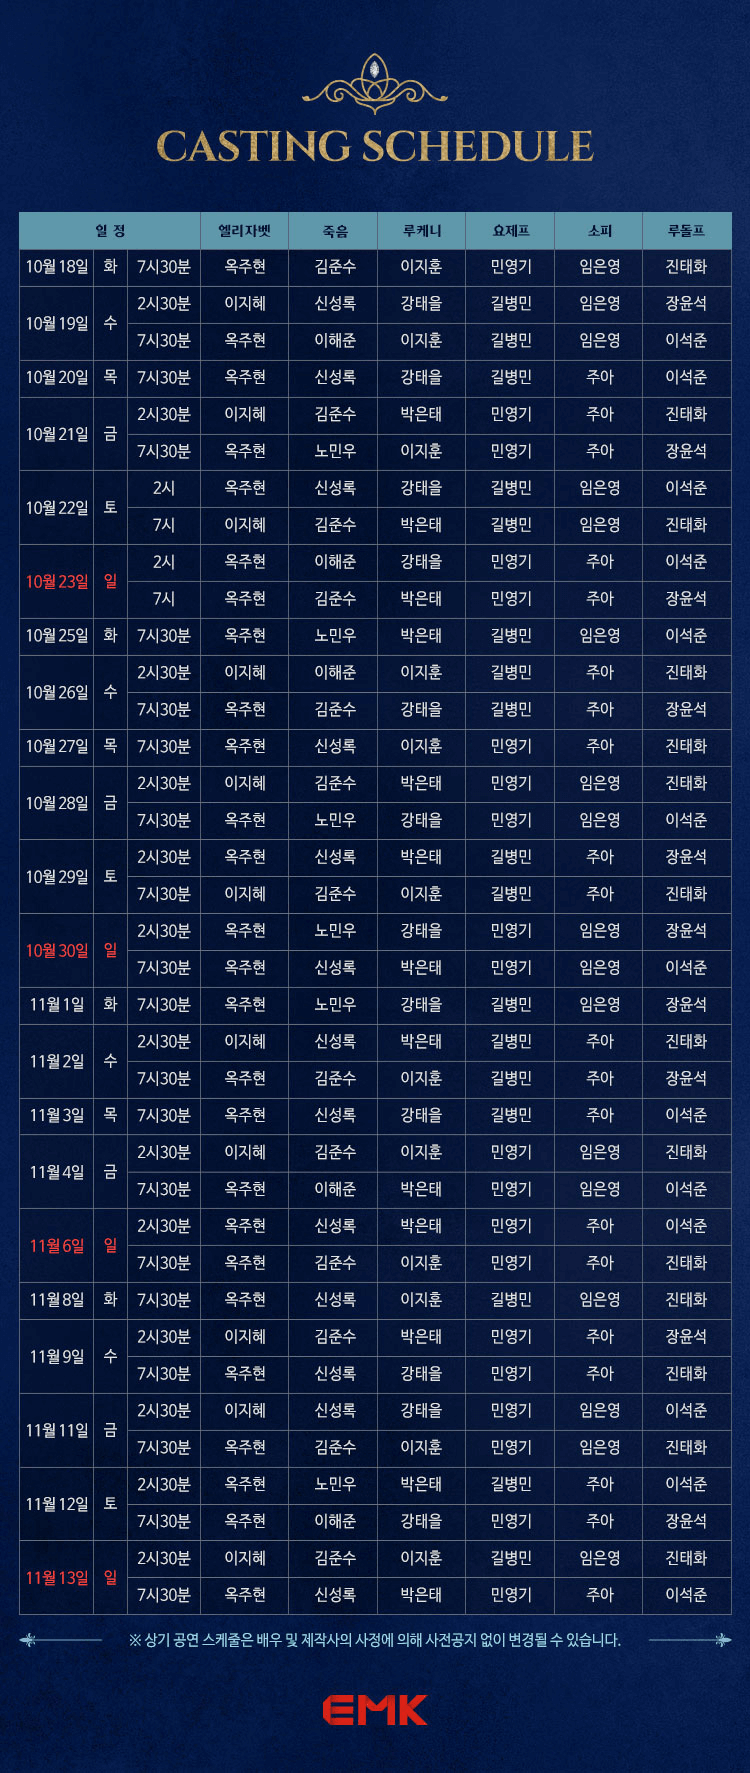 CASTING SCHEDULE
일 정 엘리자벳 죽음 루케니 요제프 소피 루돌프
10월 18일 화 7시30분 옥주현 김준수 이지훈 민영기 임은영 진태화
10월 19일 수 2시30분 이지혜 신성록 강태을 길병민 임은영 장윤석
7시30분 옥주현 이해준 이지훈 길병민 임은영 이석준
10월 20일 목 7시30분 옥주현 신성록 강태을 길병민 주아 이석준
10월 21일 금 2시30분 이지혜 김준수 박은태 민영기 주아 진태화
7시30분 옥주현 노민우 이지훈 민영기 주아 장윤석
10월 22일 토 2시 옥주현 신성록 강태을 길병민 임은영 이석준
7시 이지혜 김준수 박은태 길병민 임은영 진태화
10월 23일 일 2시 옥주현 이해준 강태을 민영기 주아 이석준
7시 옥주현 김준수 박은태 민영기 주아 장윤석
10월 25일 화 7시30분 옥주현 노민우 박은태 길병민 임은영 이석준
10월 26일 수 2시30분 이지혜 이해준 이지훈 길병민 주아 진태화
7시30분 옥주현 김준수 강태을 길병민 주아 장윤석
10월 27일 목 7시30분 옥주현 신성록 이지훈 민영기 주아 진태화
10월 28일 금 2시30분 이지혜 김준수 박은태 민영기 임은영 진태화
7시30분 옥주현 노민우 강태을 민영기 임은영 이석준
10월 29일 토 2시30분 옥주현 신성록 박은태 길병민 주아 장윤석
7시30분 이지혜 김준수 이지훈 길병민 주아 진태화
10월 30일 일 2시30분 옥주현 노민우 강태을 민영기 임은영 장윤석
7시30분 옥주현 신성록 박은태 민영기 임은영 이석준
11월 1일 화 7시30분 옥주현 노민우 강태을 길병민 임은영 장윤석
11월 2일 수 2시30분 이지혜 신성록 박은태 길병민 주아 진태화
7시30분 옥주현 김준수 이지훈 길병민 주아 장윤석
11월 3일 목 7시30분 옥주현 신성록 강태을 길병민 주아 이석준
11월 4일 금 2시30분 이지혜 김준수 이지훈 민영기 임은영 진태화
7시30분 옥주현 이해준 박은태 민영기 임은영 이석준
11월 6일 일 2시30분 옥주현 신성록 박은태 민영기 주아 이석준
7시30분 옥주현 김준수 이지훈 민영기 주아 진태화
11월 8일 화 7시30분 옥주현 신성록 이지훈 길병민 임은영 진태화
11월 9일 수 2시30분 이지혜 김준수 박은태 민영기 주아 장윤석
7시30분 옥주현 신성록 강태을 민영기 주아 진태화
11월 11일 금 2시30분 이지혜 신성록 강태을 민영기 임은영 이석준
7시30분 옥주현 김준수 이지훈 민영기 임은영 진태화
11월 12일 토 2시30분 옥주현 노민우 박은태 길병민 주아 이석준
7시30분 옥주현 이해준 강태을 민영기 주아 장윤석
11월 13일 일 2시30분 이지혜 김준수 이지훈 길병민 임은영 진태화
7시30분 옥주현 신성록 박은태 민영기 주아 이석준
※ 상기 공연 스케줄은 배우 및 제작사의 사정에 의해 사전공지 없이 변경될 수 있습니다.
EMK